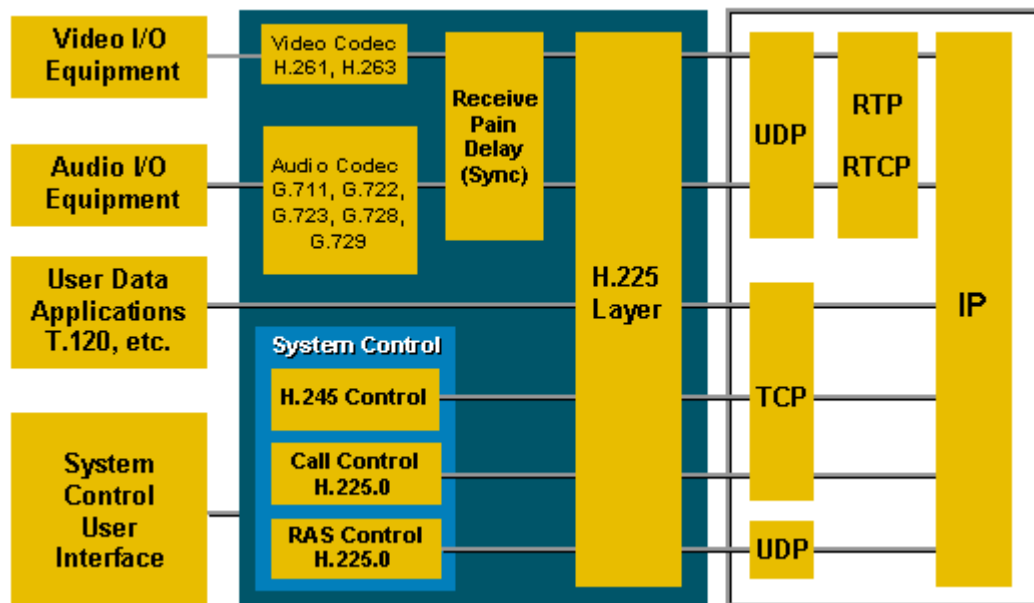 Video I/O
Equipment
Audio I/O
Equipment
User Data
Applications
T.120, etc.
System
Control
User
Interface
Video Codec
H.261, H.263
Audio Codec
G.711, G.722,
G.723, G.728,
G.729
Receive
Pain
Delay
(Sync)
System Control
H.245 Control
Call Control
H.225.0
RAS Control
H.225.0
H.225
Layer
UDP
RTP
RTCP
TCP
UDP
IP